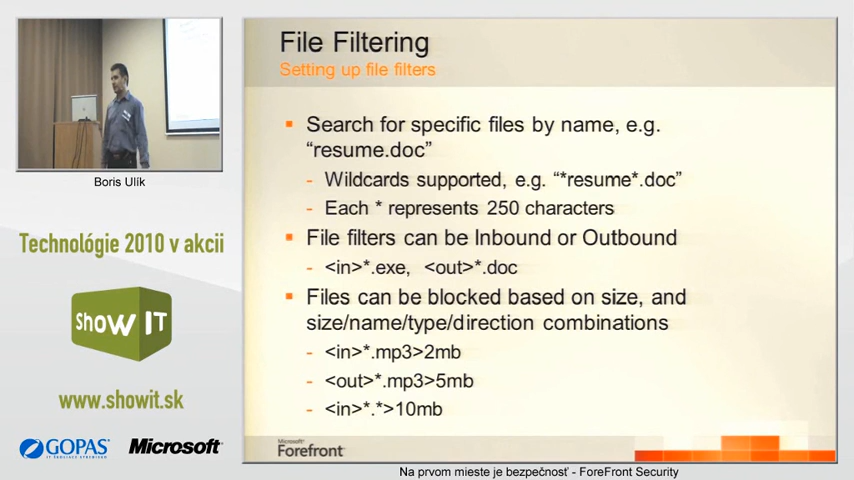 File Filtering
Setting up file filters
Search for specific files by name, e.g.
“resume.doc”
- Wildcards supported, e.g. “*resume*.doc”
- Each * represents 250 characters
File filters can be Inbound or Outbound
- <in>*.exe, <out>*.doc
Files can be blocked based on size, and
size/name/type/direction combinations
- <in>*.mp3>2mb
- <out>*.mp3>5mb
- <in>*.*>10mb
Microsoft
Forefront
Boris Ulík
Technológie 2010 v akcii
ShoW IT
www.showit.sk
GOPAS
Microsoft
Na prvom mieste je bezpečnosť - ForeFront Security